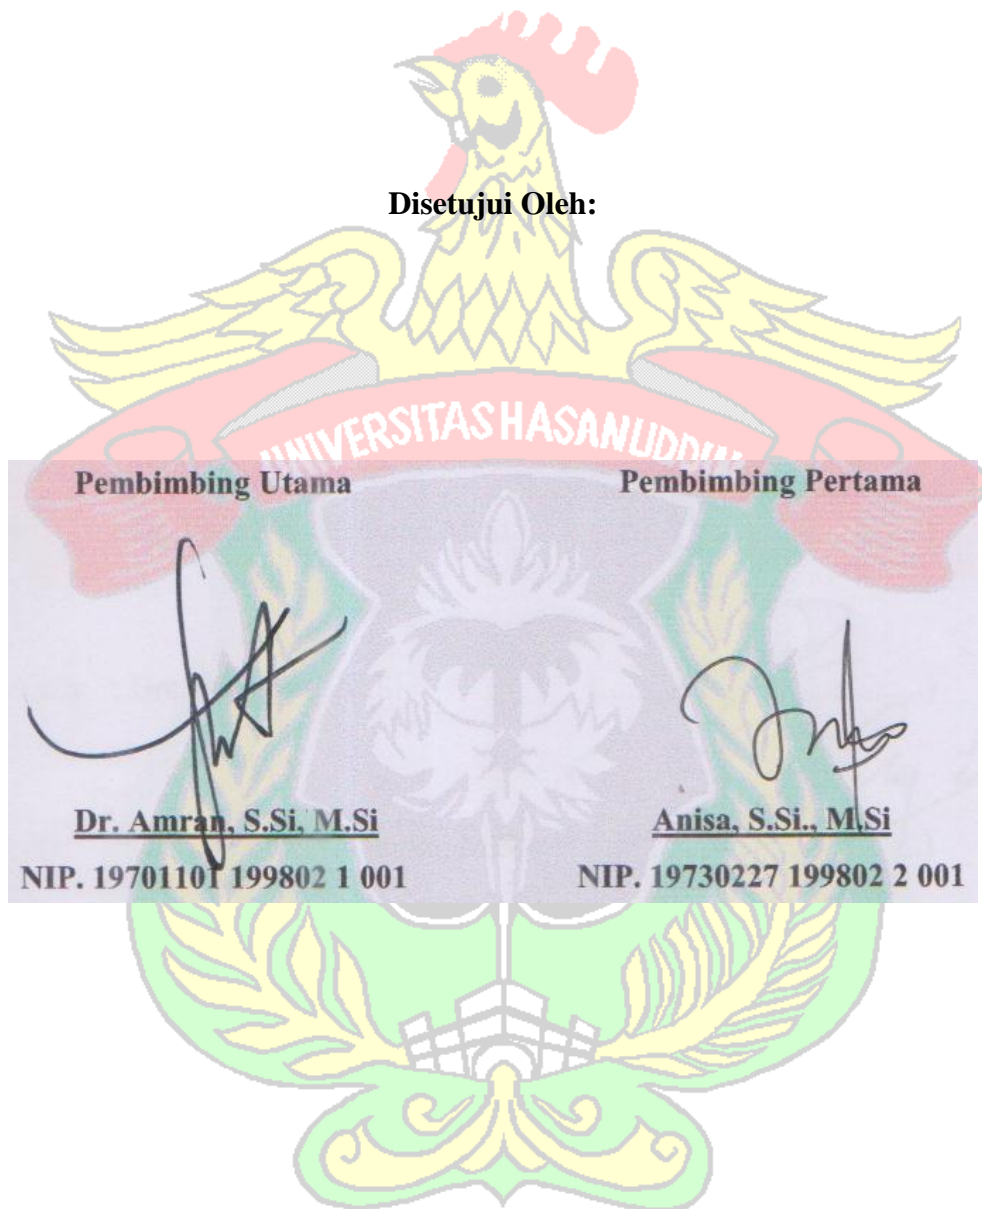 Disetujui Oleh:
UNIVERSITAS HASANUDDIN
Pembimbing Utama Pembimbing Pertama
Dr. Amran, S.Si, M.Si Anisa, S.Si., M.Si
NIP. 19701101 199802 1 001 NIP. 19730227 199802 2 001